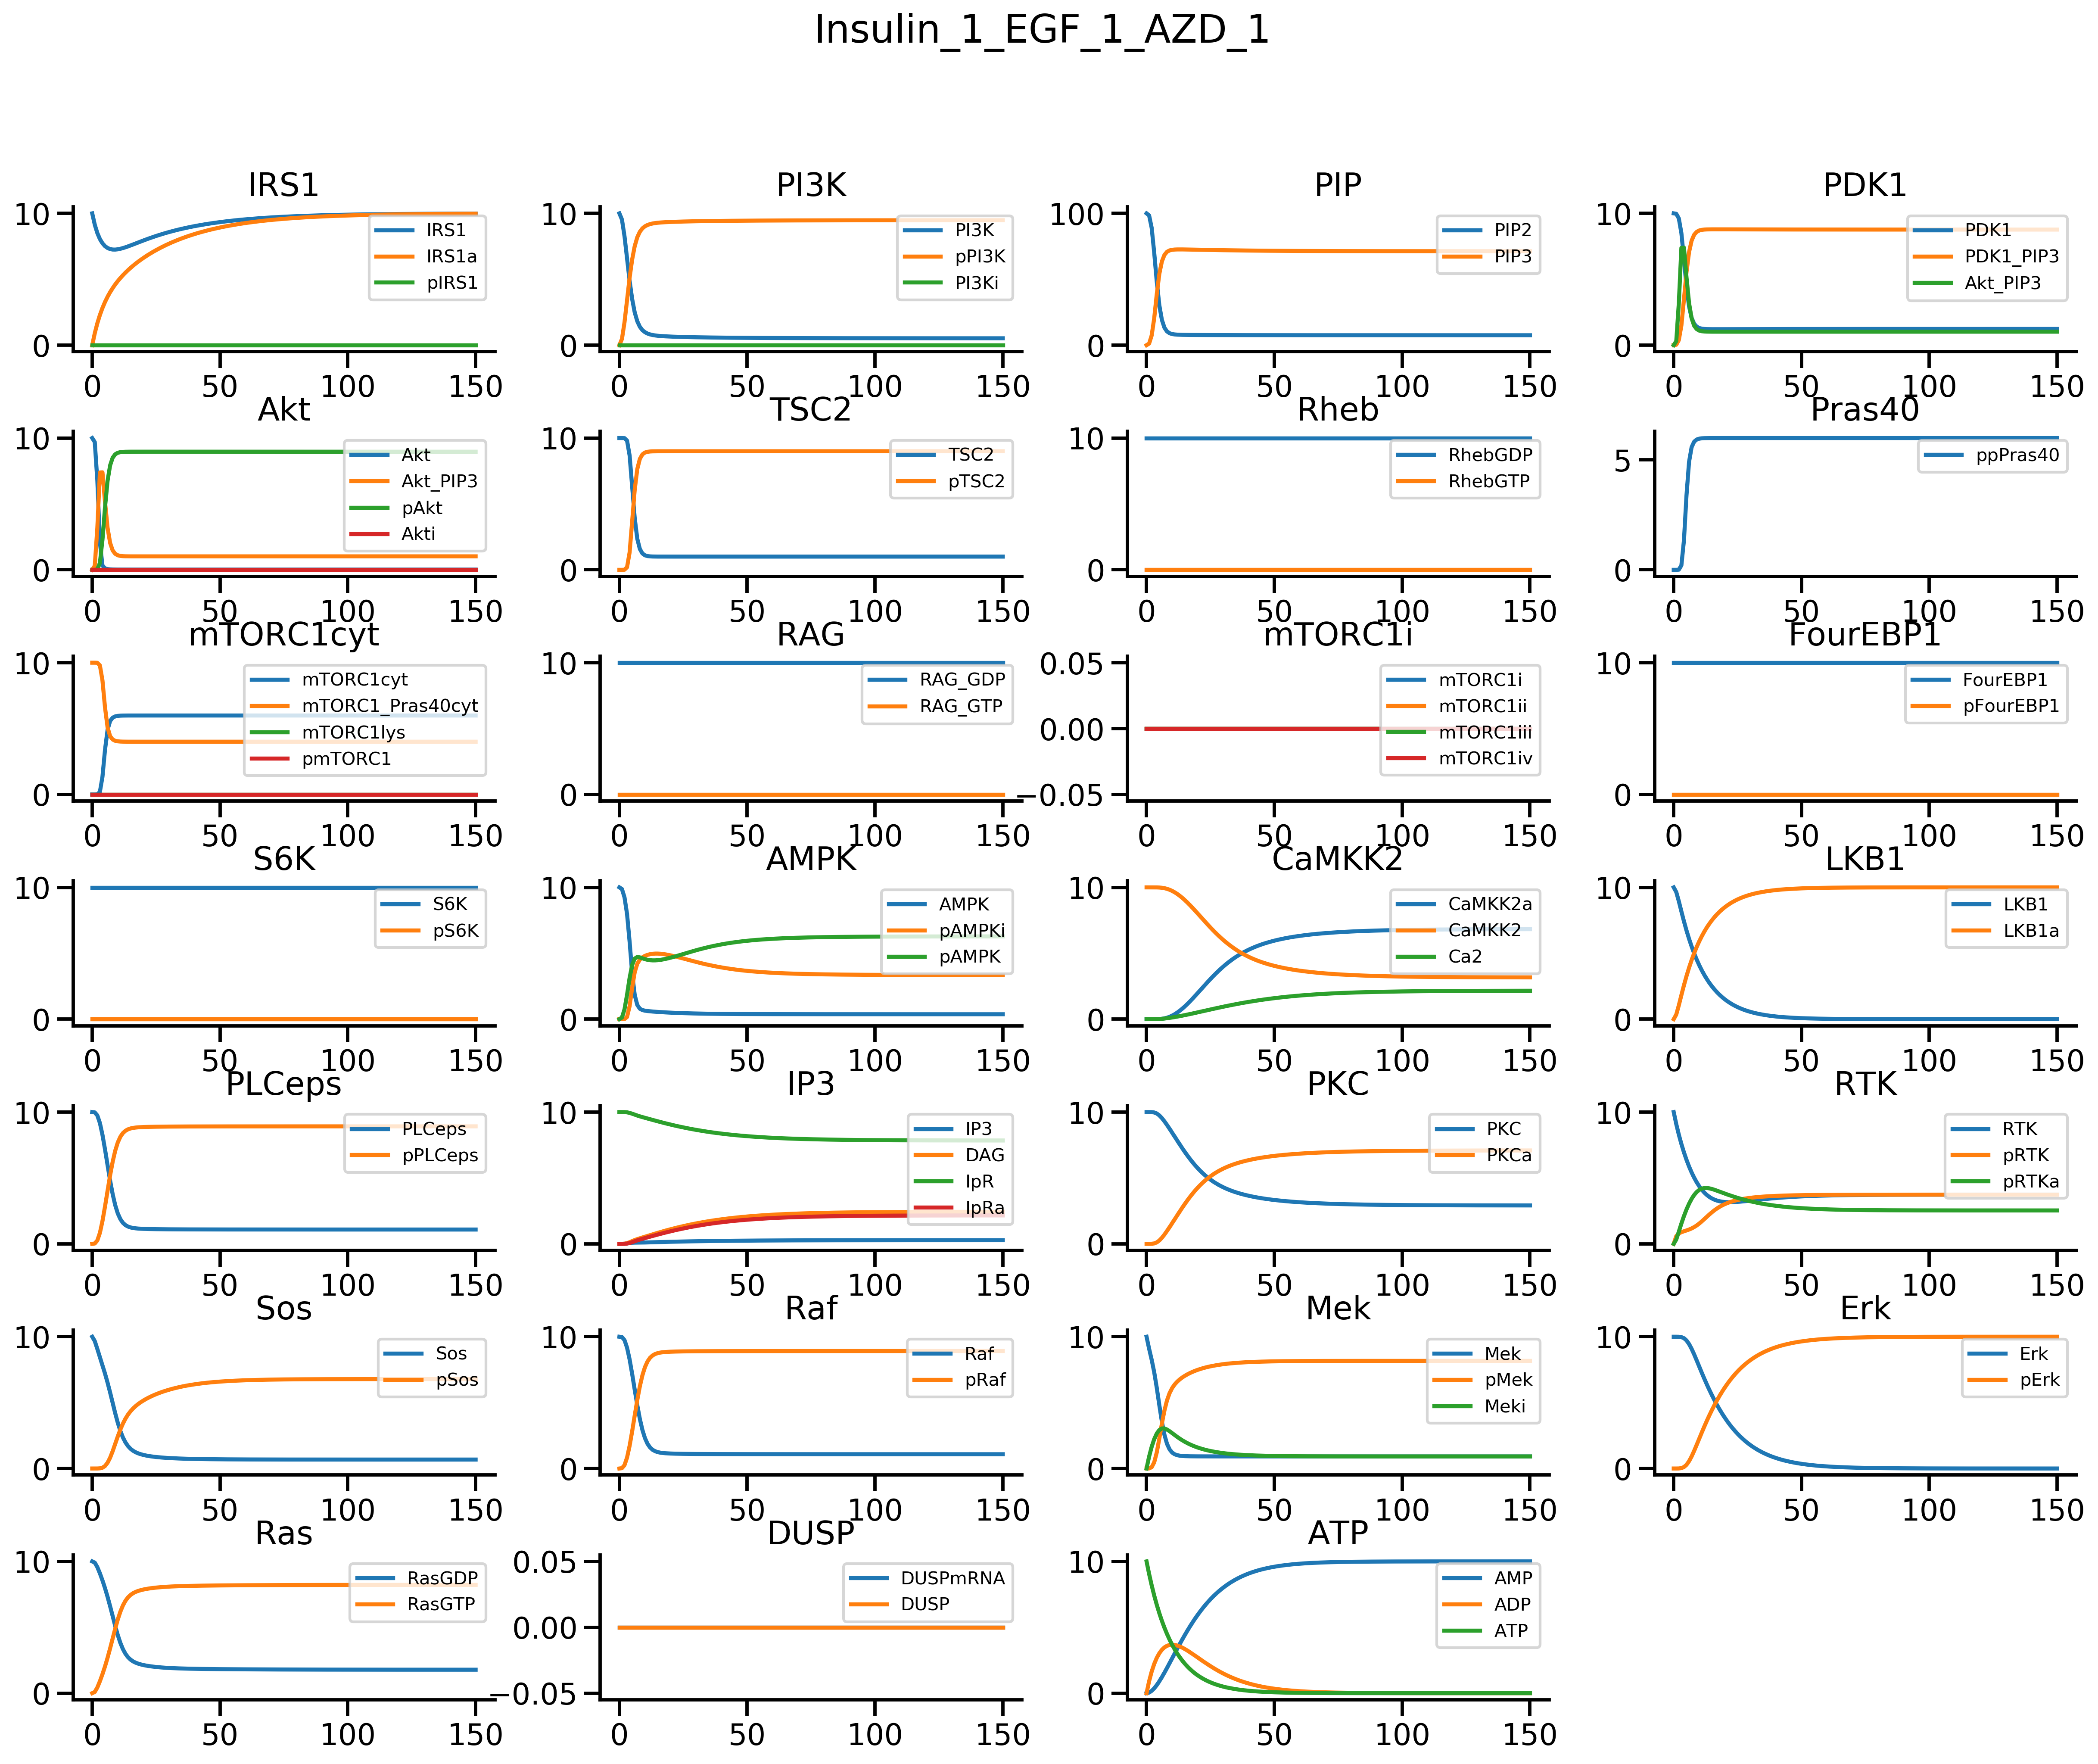 Insulin_1_EGF_1_AZD_1
IRS1
10
0
0 50 100 150
IRS1
IRS1a
pIRS1
PI3K
10
0
0 50 100 150
PI3K
pPI3K
PI3Ki
PIP
100
0
0 50 100 150
PIP2
PIP3
PDK1
10
0
0 50 100 150
PDK1
PDK1_PIP3
Akt_PIP3
Akt
10
0
0 50 100 150
Akt
Akt_PIP3
pAkt
Akti
TSC2
10
0
0 50 100 150
TSC2
pTSC2
Rheb
10
0
0 50 100 150
RhebGDP
RhebGTP
Pras40
5
0
0 50 100 150
ppPras40
mTORC1cyt
10
0
0 50 100 150
mTORC1cyt
mTORC1_Pras40cyt
mTORC1lys
pmTORC1
RAG
10
0
0 50 100 150
RAG_GDP
RAG_GTP
mTORC1i
0.05
0.00
−0.05
0 50 100 150
mTORC1i
mTORC1ii
mTORC1iii
mTORC1iv
FourEBP1
10
0
0 50 100 150
FourEBP1
pFourEBP1
S6K
10
0
0 50 100 150
S6K
pS6K
AMPK
10
0
0 50 100 150
AMPK
pAMPKi
pAMPK
CaMKK2
10
0
0 50 100 150
CaMKK2a
CaMKK2
Ca2
LKB1
10
0
0 50 100 150
LKB1
LKB1a
PLCeps
10
0
0 50 100 150
PLCeps
pPLCeps
IP3
10
0
0 50 100 150
IP3
DAG
IpR
IpRa
PKC
10
0
0 50 100 150
PKC
PKCa
RTK
10
0
0 50 100 150
RTK
pRTK
pRTKa
Sos
10
0
0 50 100 150
Sos
pSos
Raf
10
0
0 50 100 150
Raf
pRaf
Mek
10
0
0 50 100 150
Mek
pMek
Meki
Erk
10
0
0 50 100 150
Erk
pErk
Ras
10
0
0 50 100 150
RasGDP
RasGTP
DUSP
0.05
0.00
−0.05
0 50 100 150
DUSPmRNA
DUSP
ATP
10
0
0 50 100 150
AMP
ADP
ATP